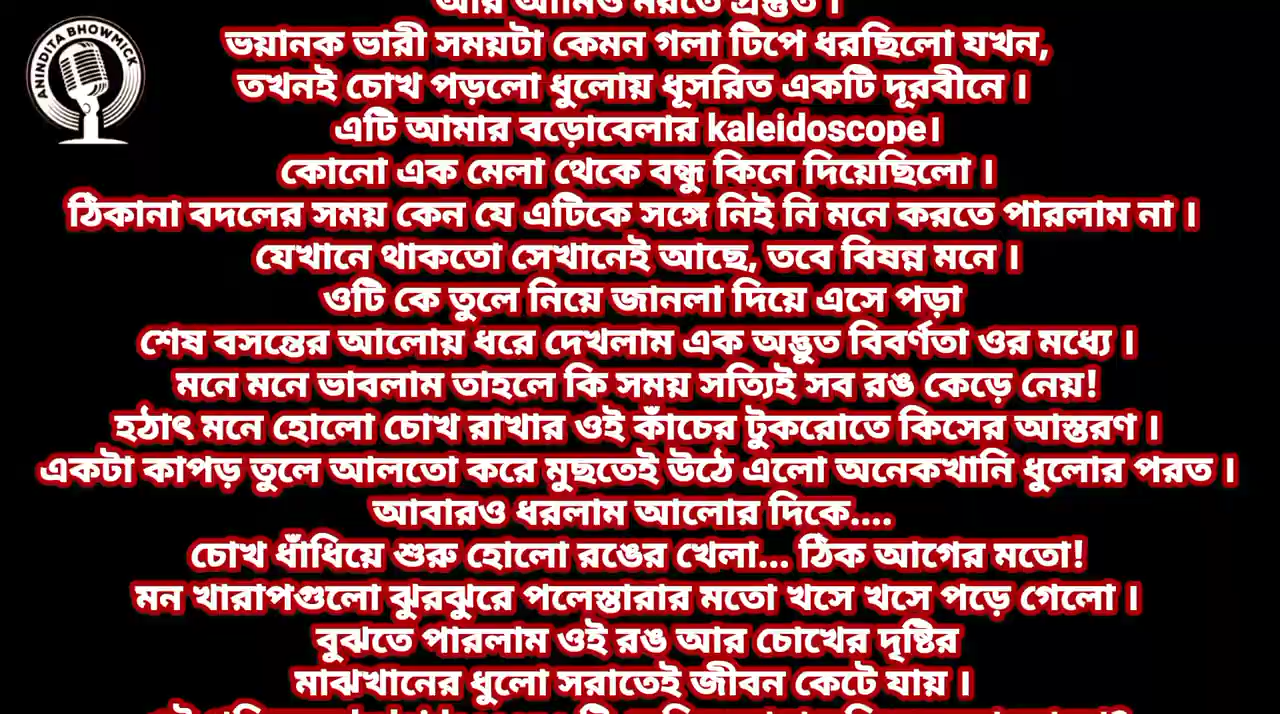 ANINDITA BHOWMICK
আর আমিও মরতে প্রস্তুত ।
ভয়ানক ভারী সময়টা কেমন গলা টিপে ধরছিলো যখন,
তখনই চোখ পড়লো ধুলোয় ধূসরিত একটি দূরবীনে ।
এটি আমার বড়োবেলার kaleidoscope।
কোনো এক মেলা থেকে বন্ধু কিনে দিয়েছিলো ।
ঠিকানা বদলের সময় কেন যে এটিকে সঙ্গে নিই নি মনে করতে পারলাম না ।
যেখানে থাকতো সেখানেই আছে, তবে বিষন্ন মনে ।
ওটি কে তুলে নিয়ে জানলা দিয়ে এসে পড়া
শেষ বসন্তের আলোয় ধরে দেখলাম এক অদ্ভুত বিবর্ণতা ওর মধ্যে ।
মনে মনে ভাবলাম তাহলে কি সময় সত্যিই সব রঙ কেড়ে নেয়!
হঠাৎ মনে হোলো চোখ রাখার ওই কাঁচের টুকরোতে কিসের আস্তরণ ।
একটা কাপড় তুলে আলতো করে মুছতেই উঠে এলো অনেকখানি ধুলোর পরত ।
আবারও ধরলাম আলোর দিকে....
চোখ ধাঁধিয়ে শুরু হোলো রঙের খেলা... ঠিক আগের মতো!
মন খারাপগুলো ঝুরঝুরে পলেস্তারার মতো খসে খসে পড়ে গেলো ।
বুঝতে পারলাম ওই রঙ আর চোখের দৃষ্টির
মাঝখানের ধুলো সরাতেই জীবন কেটে যায় ।